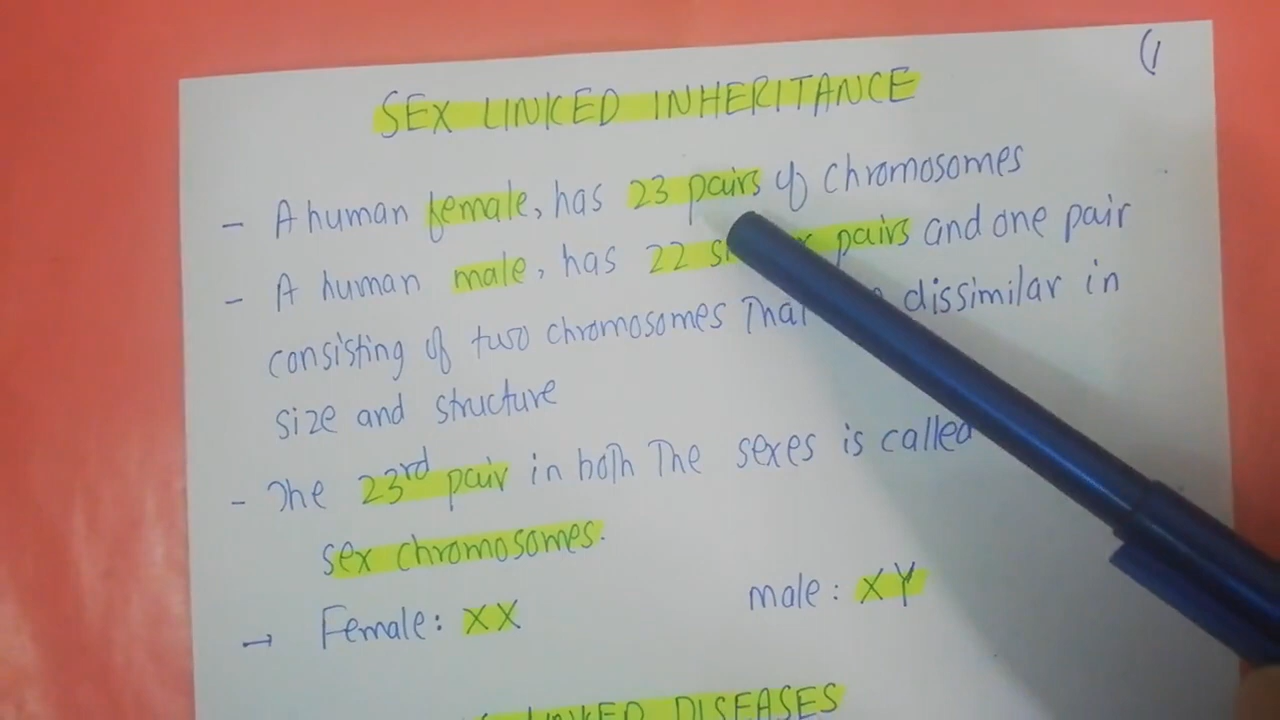 (1
SEX LINKED INHERITANCE
- A human female, has 23 pairs of chromosomes
- A human male, has 22 pairs and one pair
consisting of two chromosomes That dissimilar in
size and structure
- The 23rd pair in both The sexes is called
sex chromosomes.
→ Female: XX male: XY
LINKED DISEASES